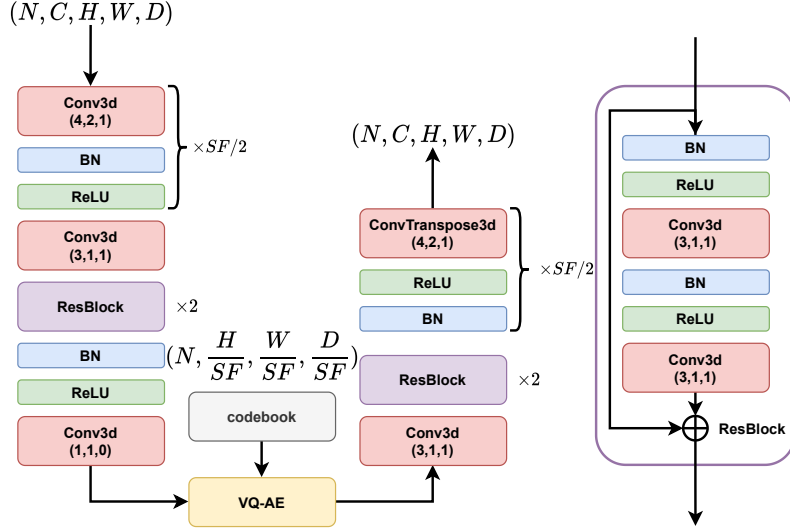 (N, C, H, W, D)
Conv3d
(4,2,1)
BN
ReLU
×SF/2
Conv3d
(3,1,1)
ResBlock
×2
BN
ReLU
Conv3d
(1,1,0)
(N, H/SF, W/SF, D/SF)
codebook
VQ-AE
(N, C, H, W, D)
ConvTranspose3d
(4,2,1)
ReLU
BN
×SF/2
ResBlock
×2
Conv3d
(3,1,1)
BN
ReLU
Conv3d
(3,1,1)
BN
ReLU
Conv3d
(3,1,1)
ResBlock